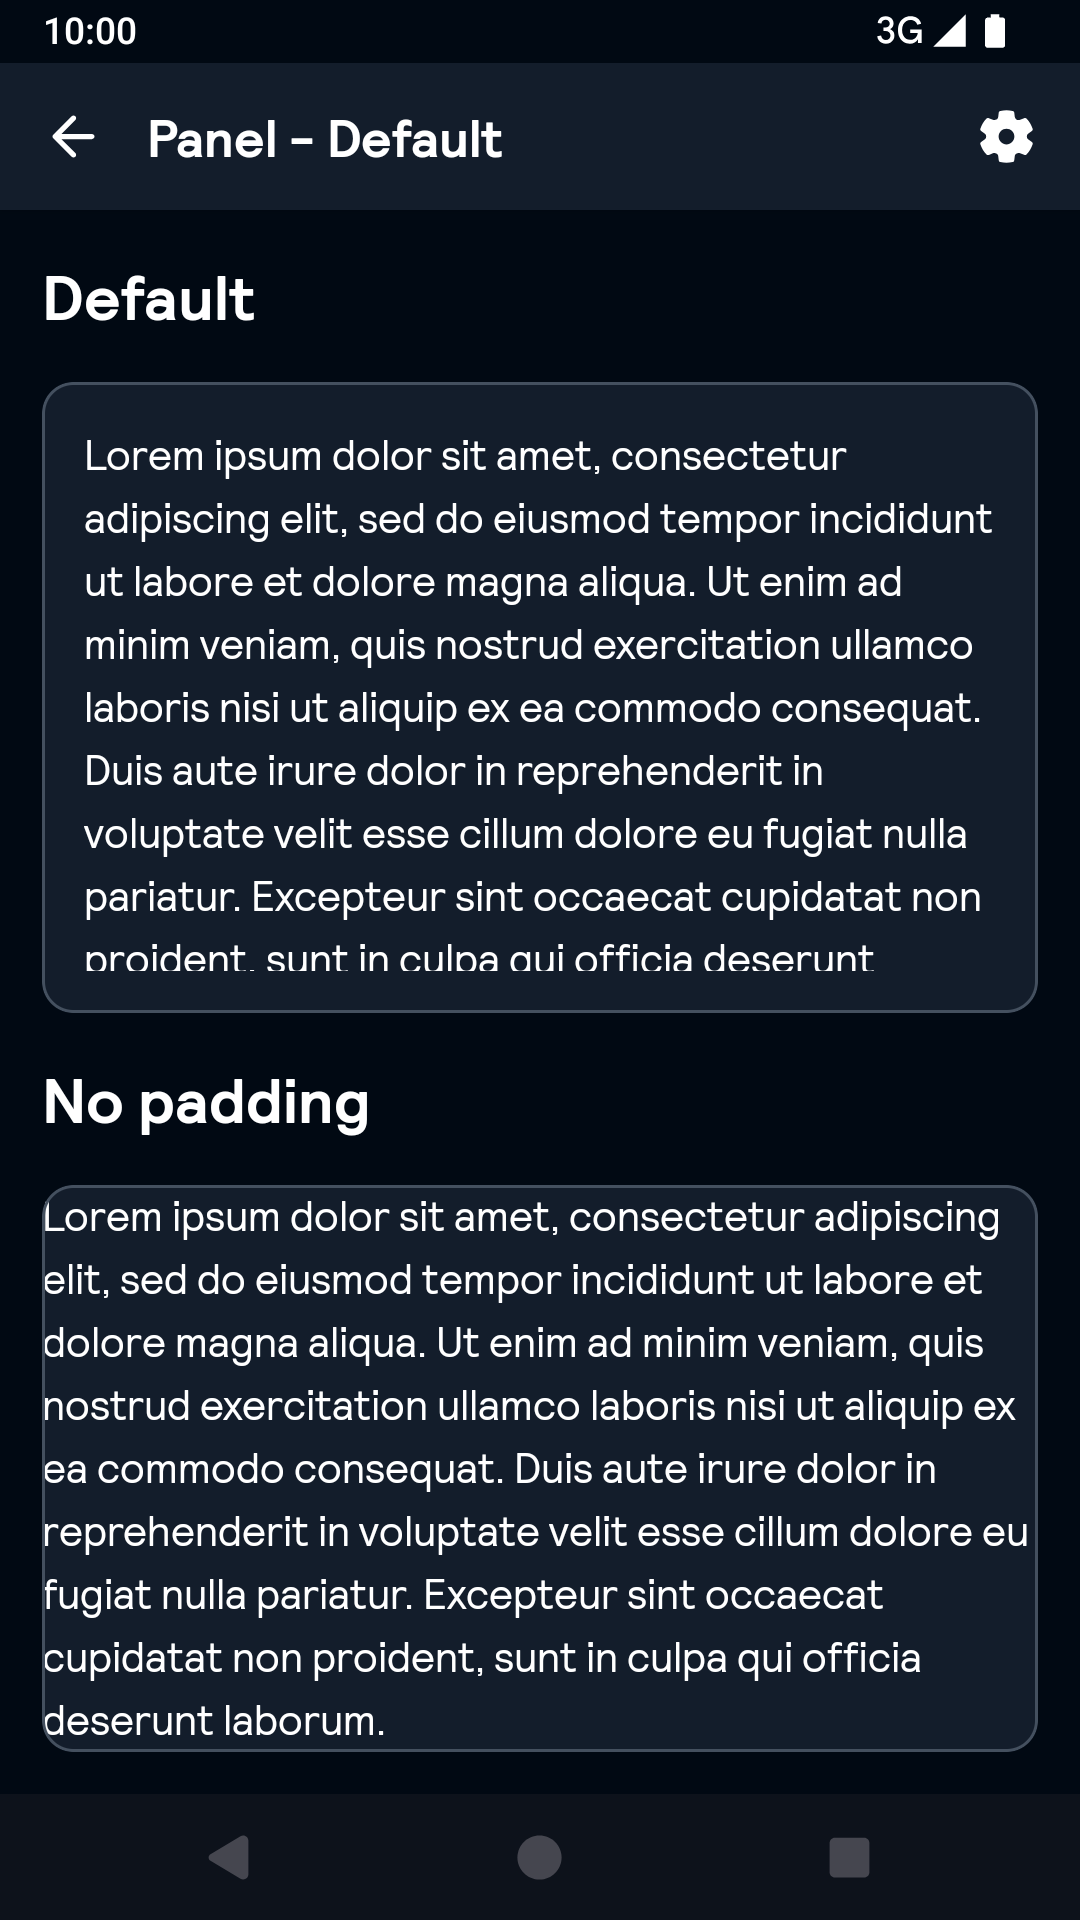 10:00
3G
Panel - Default
Default
Lorem ipsum dolor sit amet, consectetur
adipiscing elit, sed do eiusmod tempor incididunt
ut labore et dolore magna aliqua. Ut enim ad
minim veniam, quis nostrud exercitation ullamco
laboris nisi ut aliquip ex ea commodo consequat.
Duis aute irure dolor in reprehenderit in
voluptate velit esse cillum dolore eu fugiat nulla
pariatur. Excepteur sint occaecat cupidatat non
proident, sunt in culpa qui officia deserunt
No padding
Lorem ipsum dolor sit amet, consectetur adipiscing
elit, sed do eiusmod tempor incididunt ut labore et
dolore magna aliqua. Ut enim ad minim veniam, quis
nostrud exercitation ullamco laboris nisi ut aliquip ex
ea commodo consequat. Duis aute irure dolor in
reprehenderit in voluptate velit esse cillum dolore eu
fugiat nulla pariatur. Excepteur sint occaecat
cupidatat non proident, sunt in culpa qui officia
deserunt laborum.